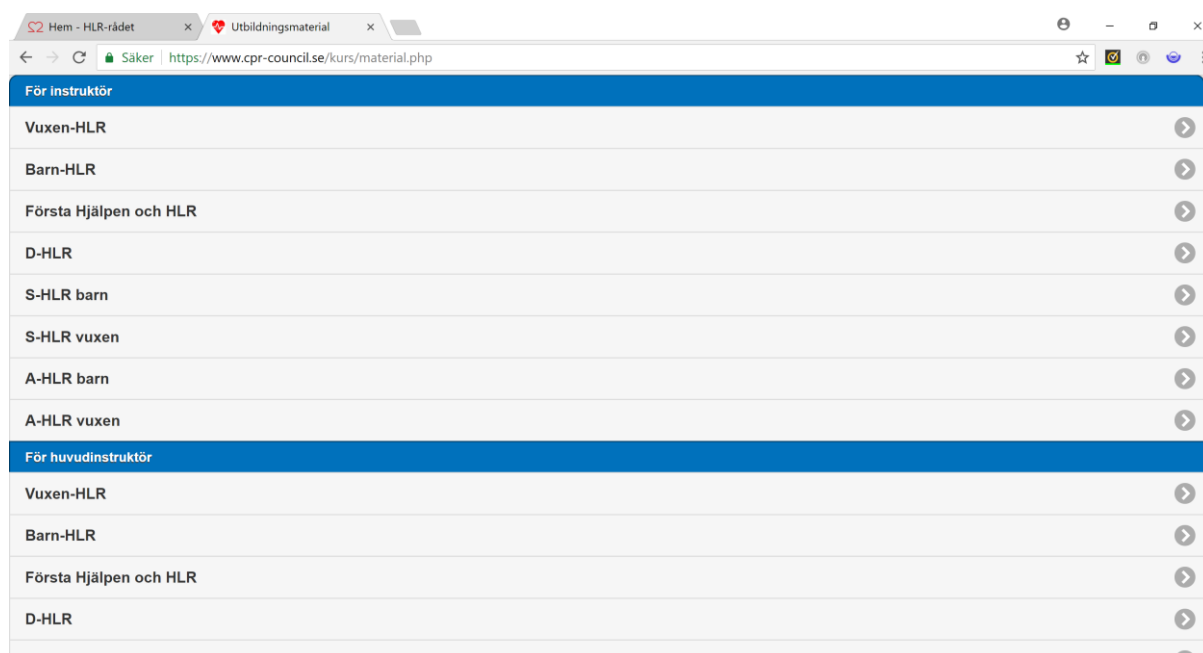 Hem - HLR-rådet
Utbildningsmaterial
Säker https://www.cpr-council.se/kurs/material.php
För instruktör
Vuxen-HLR
Barn-HLR
Första Hjälpen och HLR
D-HLR
S-HLR barn
S-HLR vuxen
A-HLR barn
A-HLR vuxen
För huvudinstruktör
Vuxen-HLR
Barn-HLR
Första Hjälpen och HLR
D-HLR